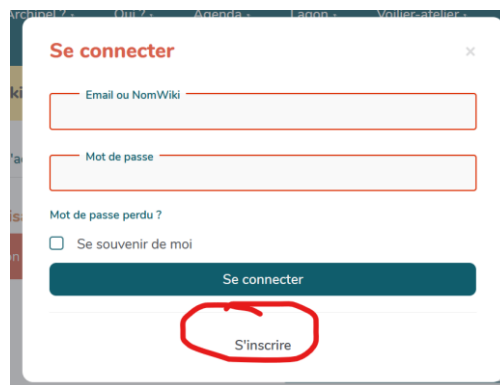 Archipel ? Qui ? Agenda Lagon Voilier-atelier
Se connecter
×
Email ou NomWiki
Mot de passe
Mot de passe perdu ?
Se souvenir de moi
Se connecter
S'inscrire